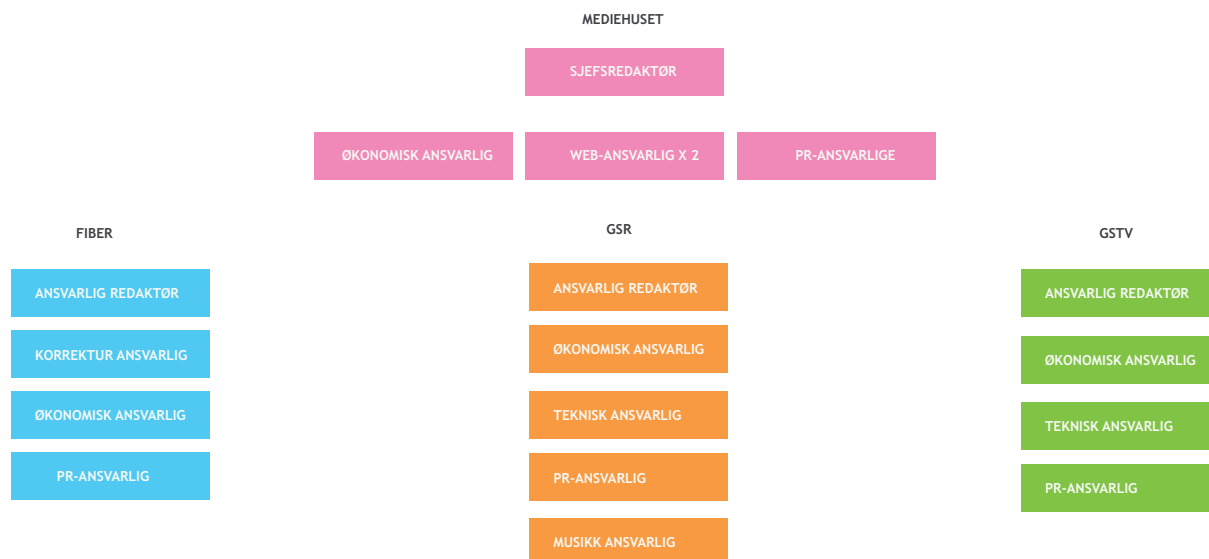 MEDIEHUSET
SJEFSREDAKTØR
ØKONOMISK ANSVARLIG
WEB-ANSVARLIG X 2
PR-ANSVARLIGE
FIBER
ANSVARLIG REDAKTØR
KORREKTUR ANSVARLIG
ØKONOMISK ANSVARLIG
PR-ANSVARLIG
GSR
ANSVARLIG REDAKTØR
ØKONOMISK ANSVARLIG
TEKNISK ANSVARLIG
PR-ANSVARLIG
MUSIKK ANSVARLIG
GSTV
ANSVARLIG REDAKTØR
ØKONOMISK ANSVARLIG
TEKNISK ANSVARLIG
PR-ANSVARLIG